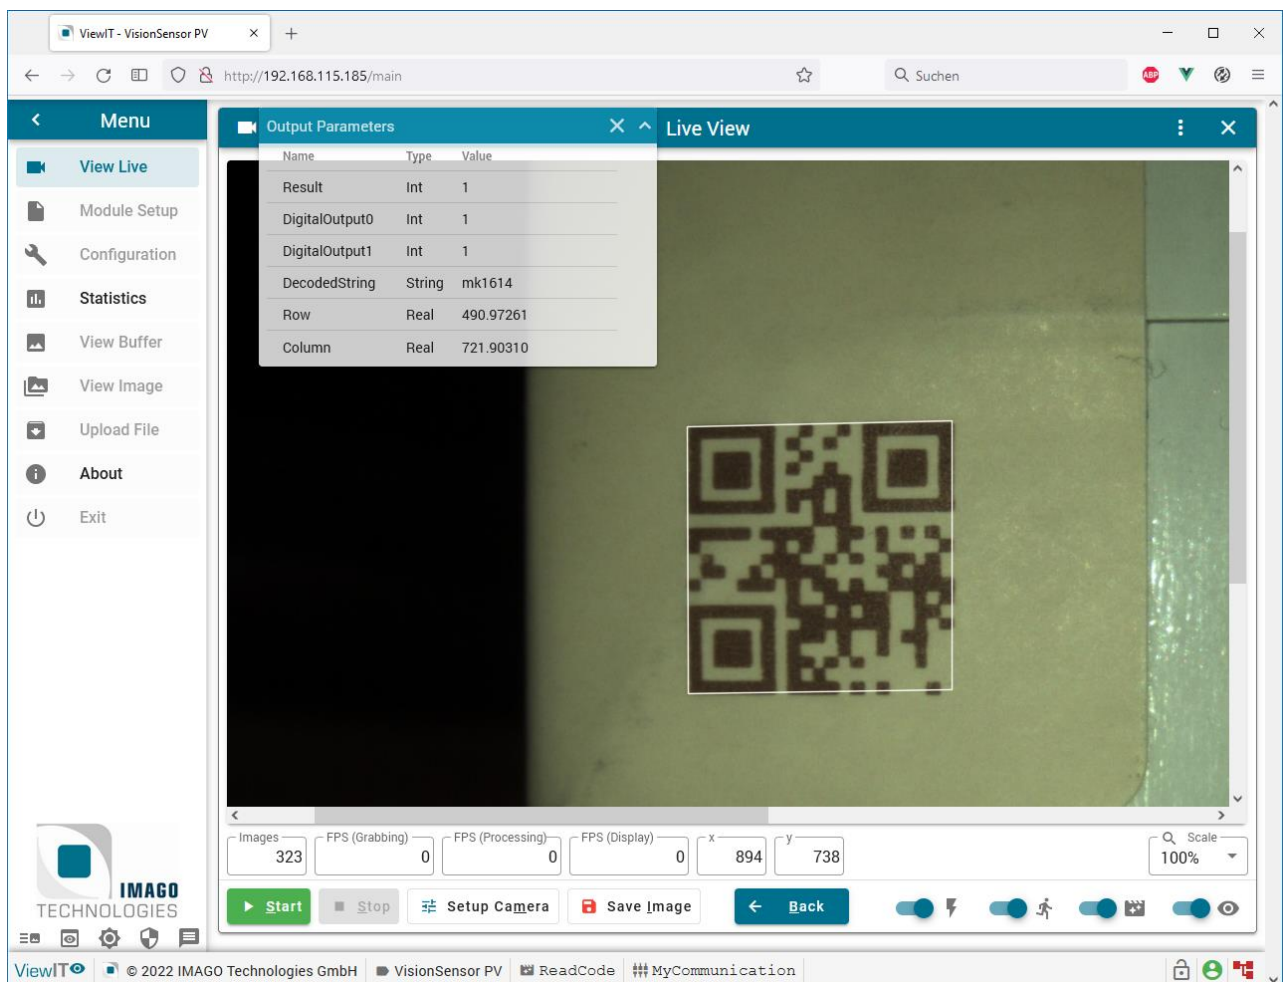 ViewIT - VisionSensor PV
http://192.168.115.185/main
Suchen
ABP
Menu
View Live
Module Setup
Configuration
Statistics
View Buffer
View Image
Upload File
About
Exit
IMAGO
TECHNOLOGIES
Output Parameters
Live View
Name Type Value
Result Int 1
DigitalOutput0 Int 1
DigitalOutput1 Int 1
DecodedString String mk1614
Row Real 490.97261
Column Real 721.90310
Images FPS (Grabbing) FPS (Processing) FPS (Display) x y Scale
323 0 0 0 894 738 100%
Start Stop Setup Camera Save Image Back
ViewIT © 2022 IMAGO Technologies GmbH VisionSensor PV ReadCode MyCommunication